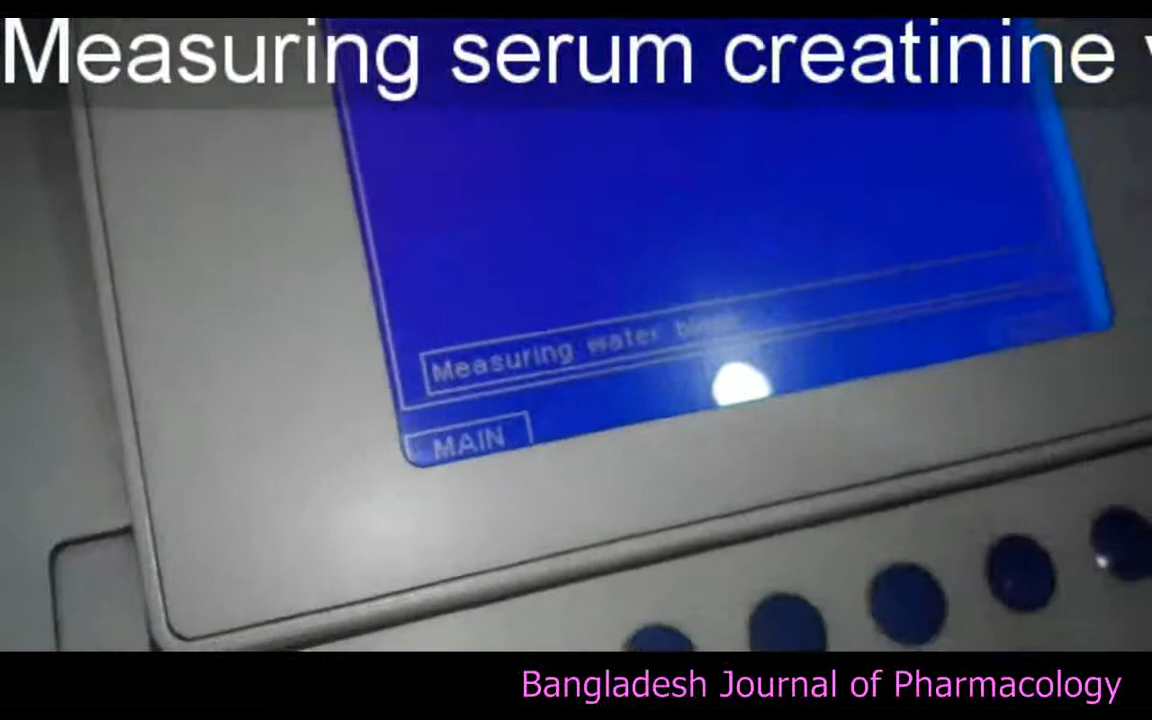 Measuring serum creatinine
Measuring water
MAIN
Bangladesh Journal of Pharmacology